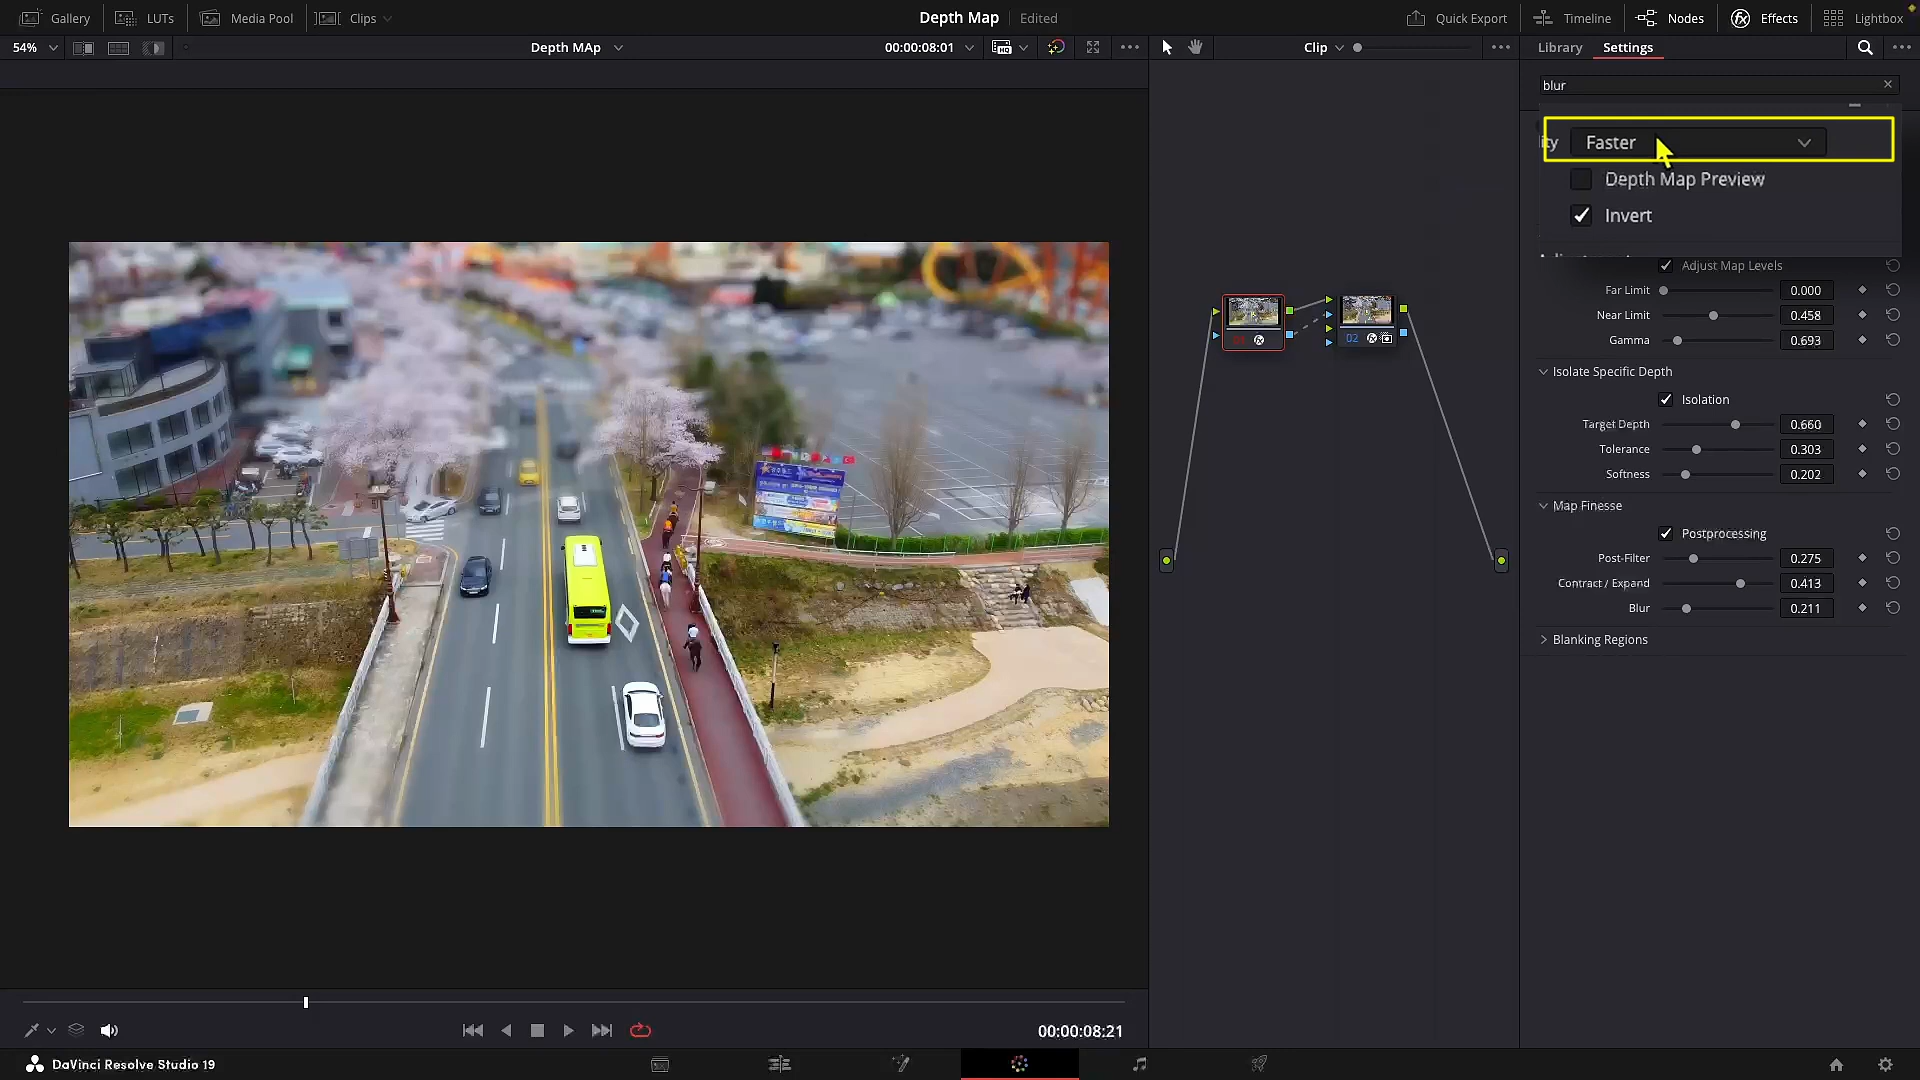 Gallery LUTs Media Pool Clips Depth Map Edited Quick Export Timeline Nodes Effects Lightbox
54% Depth MAp 00:00:08:01 Clip Library Settings
blur
ity Faster
Depth Map Preview
Invert
Adjust Map Levels
Far Limit 0.000
Near Limit 0.458
Gamma 0.693
Isolate Specific Depth
Isolation
Target Depth 0.660
Tolerance 0.303
Softness 0.202
Map Finesse
Postprocessing
Post-Filter 0.275
Contract / Expand 0.413
Blur 0.211
Blanking Regions
01
02
00:00:08:21
DaVinci Resolve Studio 19